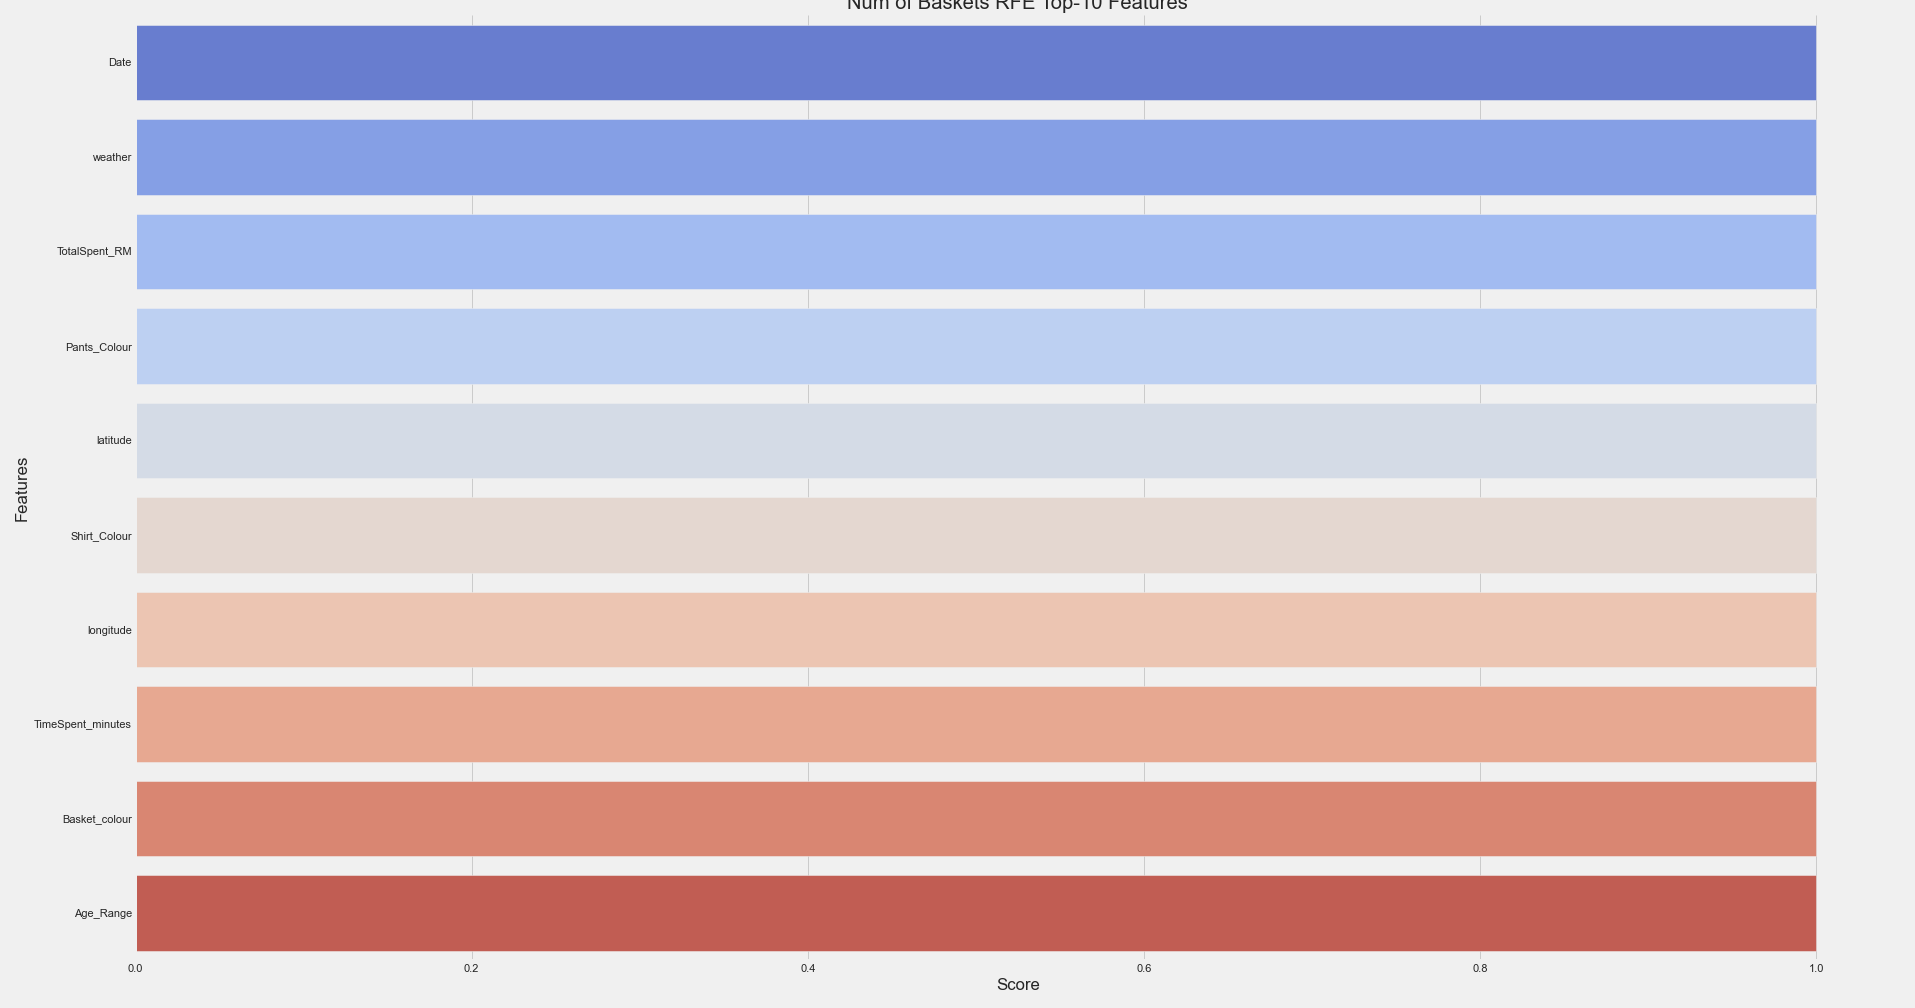 Num of Baskets RFE Top-10 Features
Date
weather
TotalSpent_RM
Pants_Colour
latitude
Shirt_Colour
longitude
TimeSpent_minutes
Basket_colour
Age_Range
Features
0.0 0.2 0.4 0.6 0.8 1.0
Score